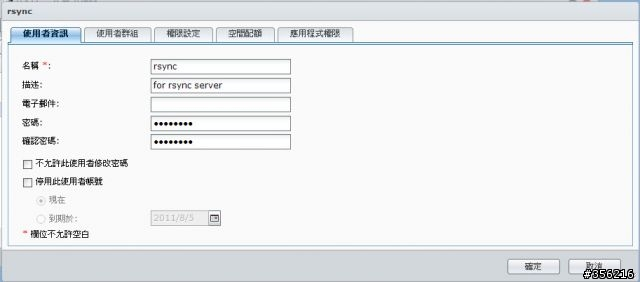 rsync
使用者資訊 使用者群組 權限設定 空間配額 應用程式權限
名稱 *: rsync
描述: for rsync server
電子郵件:
密碼: ●●●●●●●●
確認密碼: ●●●●●●●●
不允許此使用者修改密碼
停用此使用者帳號
現在
到期於: 2011/8/5
* 欄位不允許空白
確定 取消
#356216